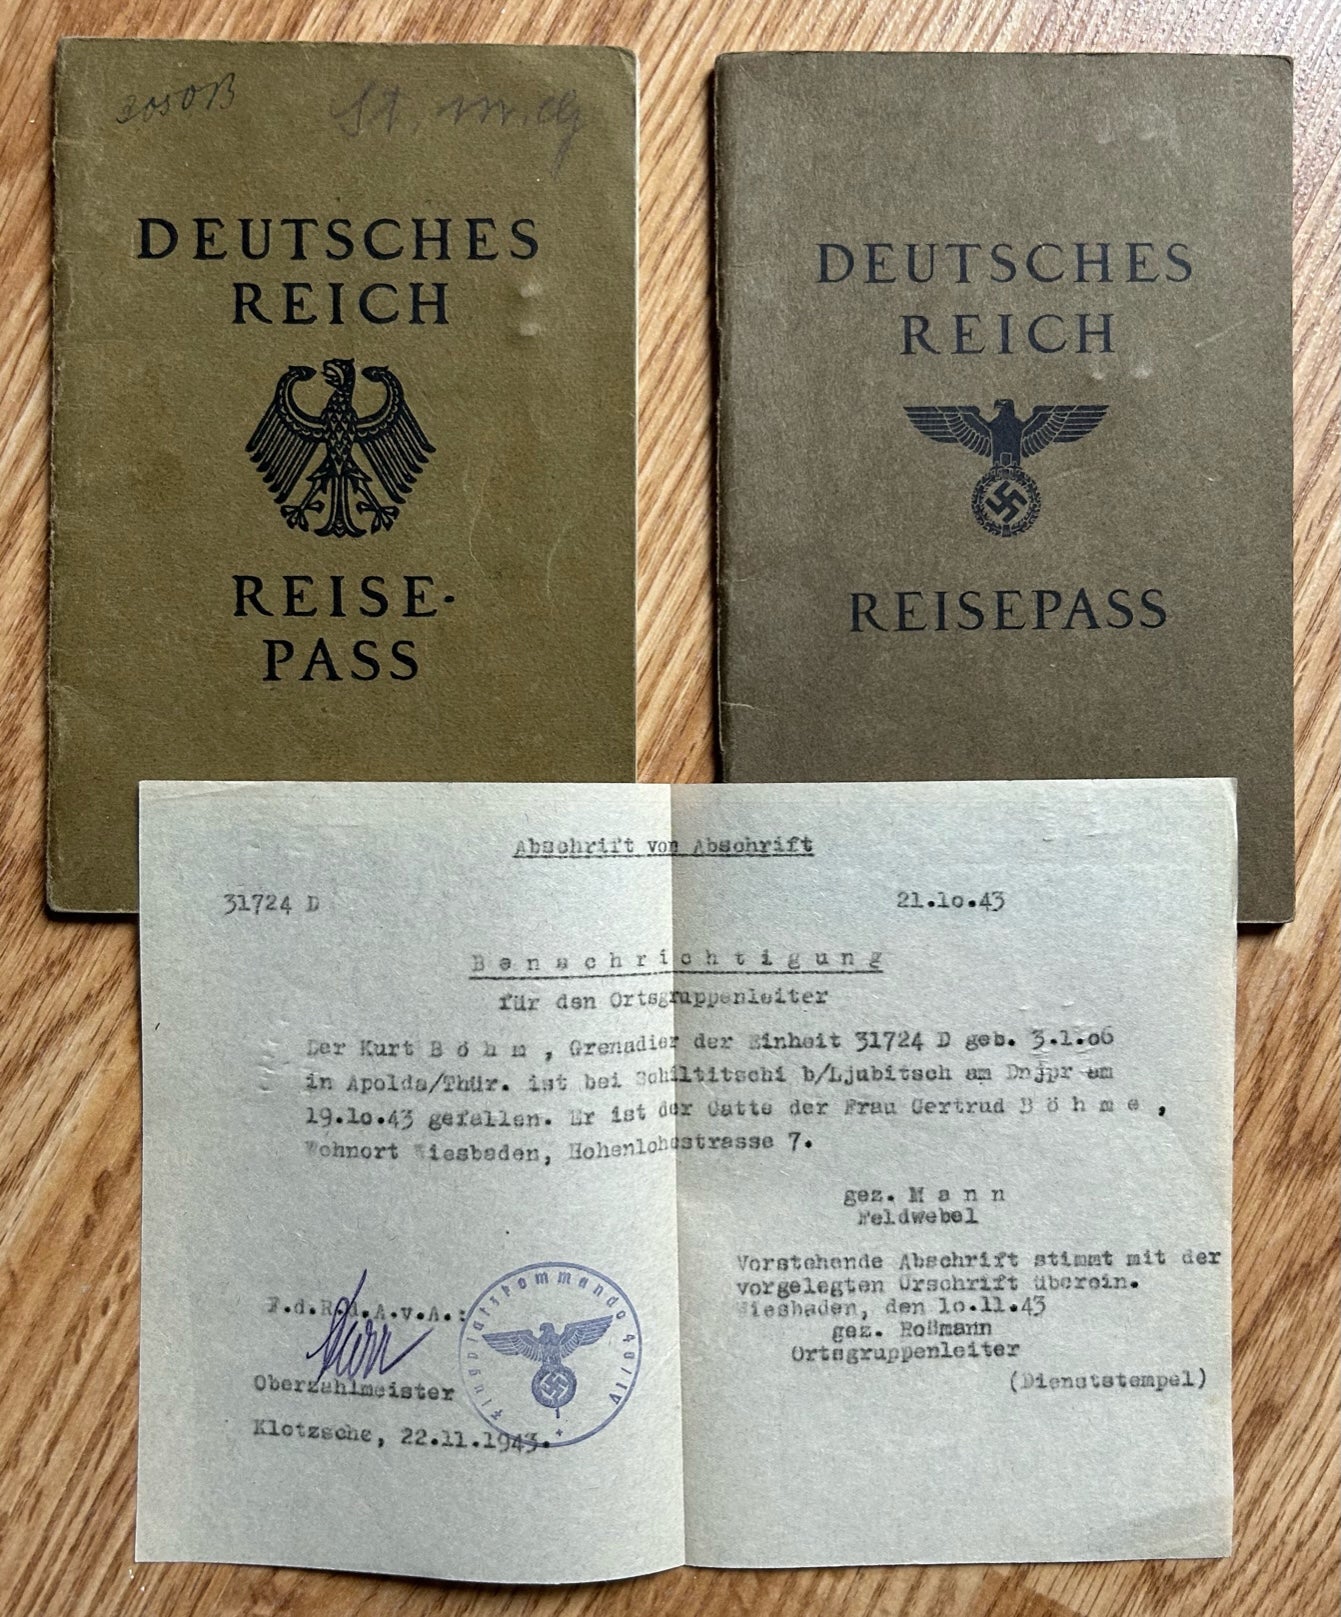 2050B
DEUTSCHES
REICH
REISE-
PASS
DEUTSCHES
REICH
REISEPASS
Abschrift von Abschrift
31724 D
21.10.43
Benachrichtigung
für den Ortsgruppenleiter
Der Kurt Böhm, Grenadier der Einheit 31724 D geb. 3.1.06
in Apolda/Thür. ist bei Schiltitschi b/Ljubitsch am Dnjpr am
19.10.43 gefallen. Er ist der Gatte der Frau Gertrud Böhme,
Wohnort Wiesbaden, Hohenlohestrasse 7.
gez. Mann
Feldwebel
Vorstehende Abschrift stimmt mit der
vorgelegten Urschrift überein.
Wiesbaden, den 10.11.43
gez. Roßmann
Ortsgruppenleiter
(Dienststempel)
F.d.R.d.A.v.A.:
Oberzahlmeister
Klotzsche, 22.11.1943.
Flugplatzkommando